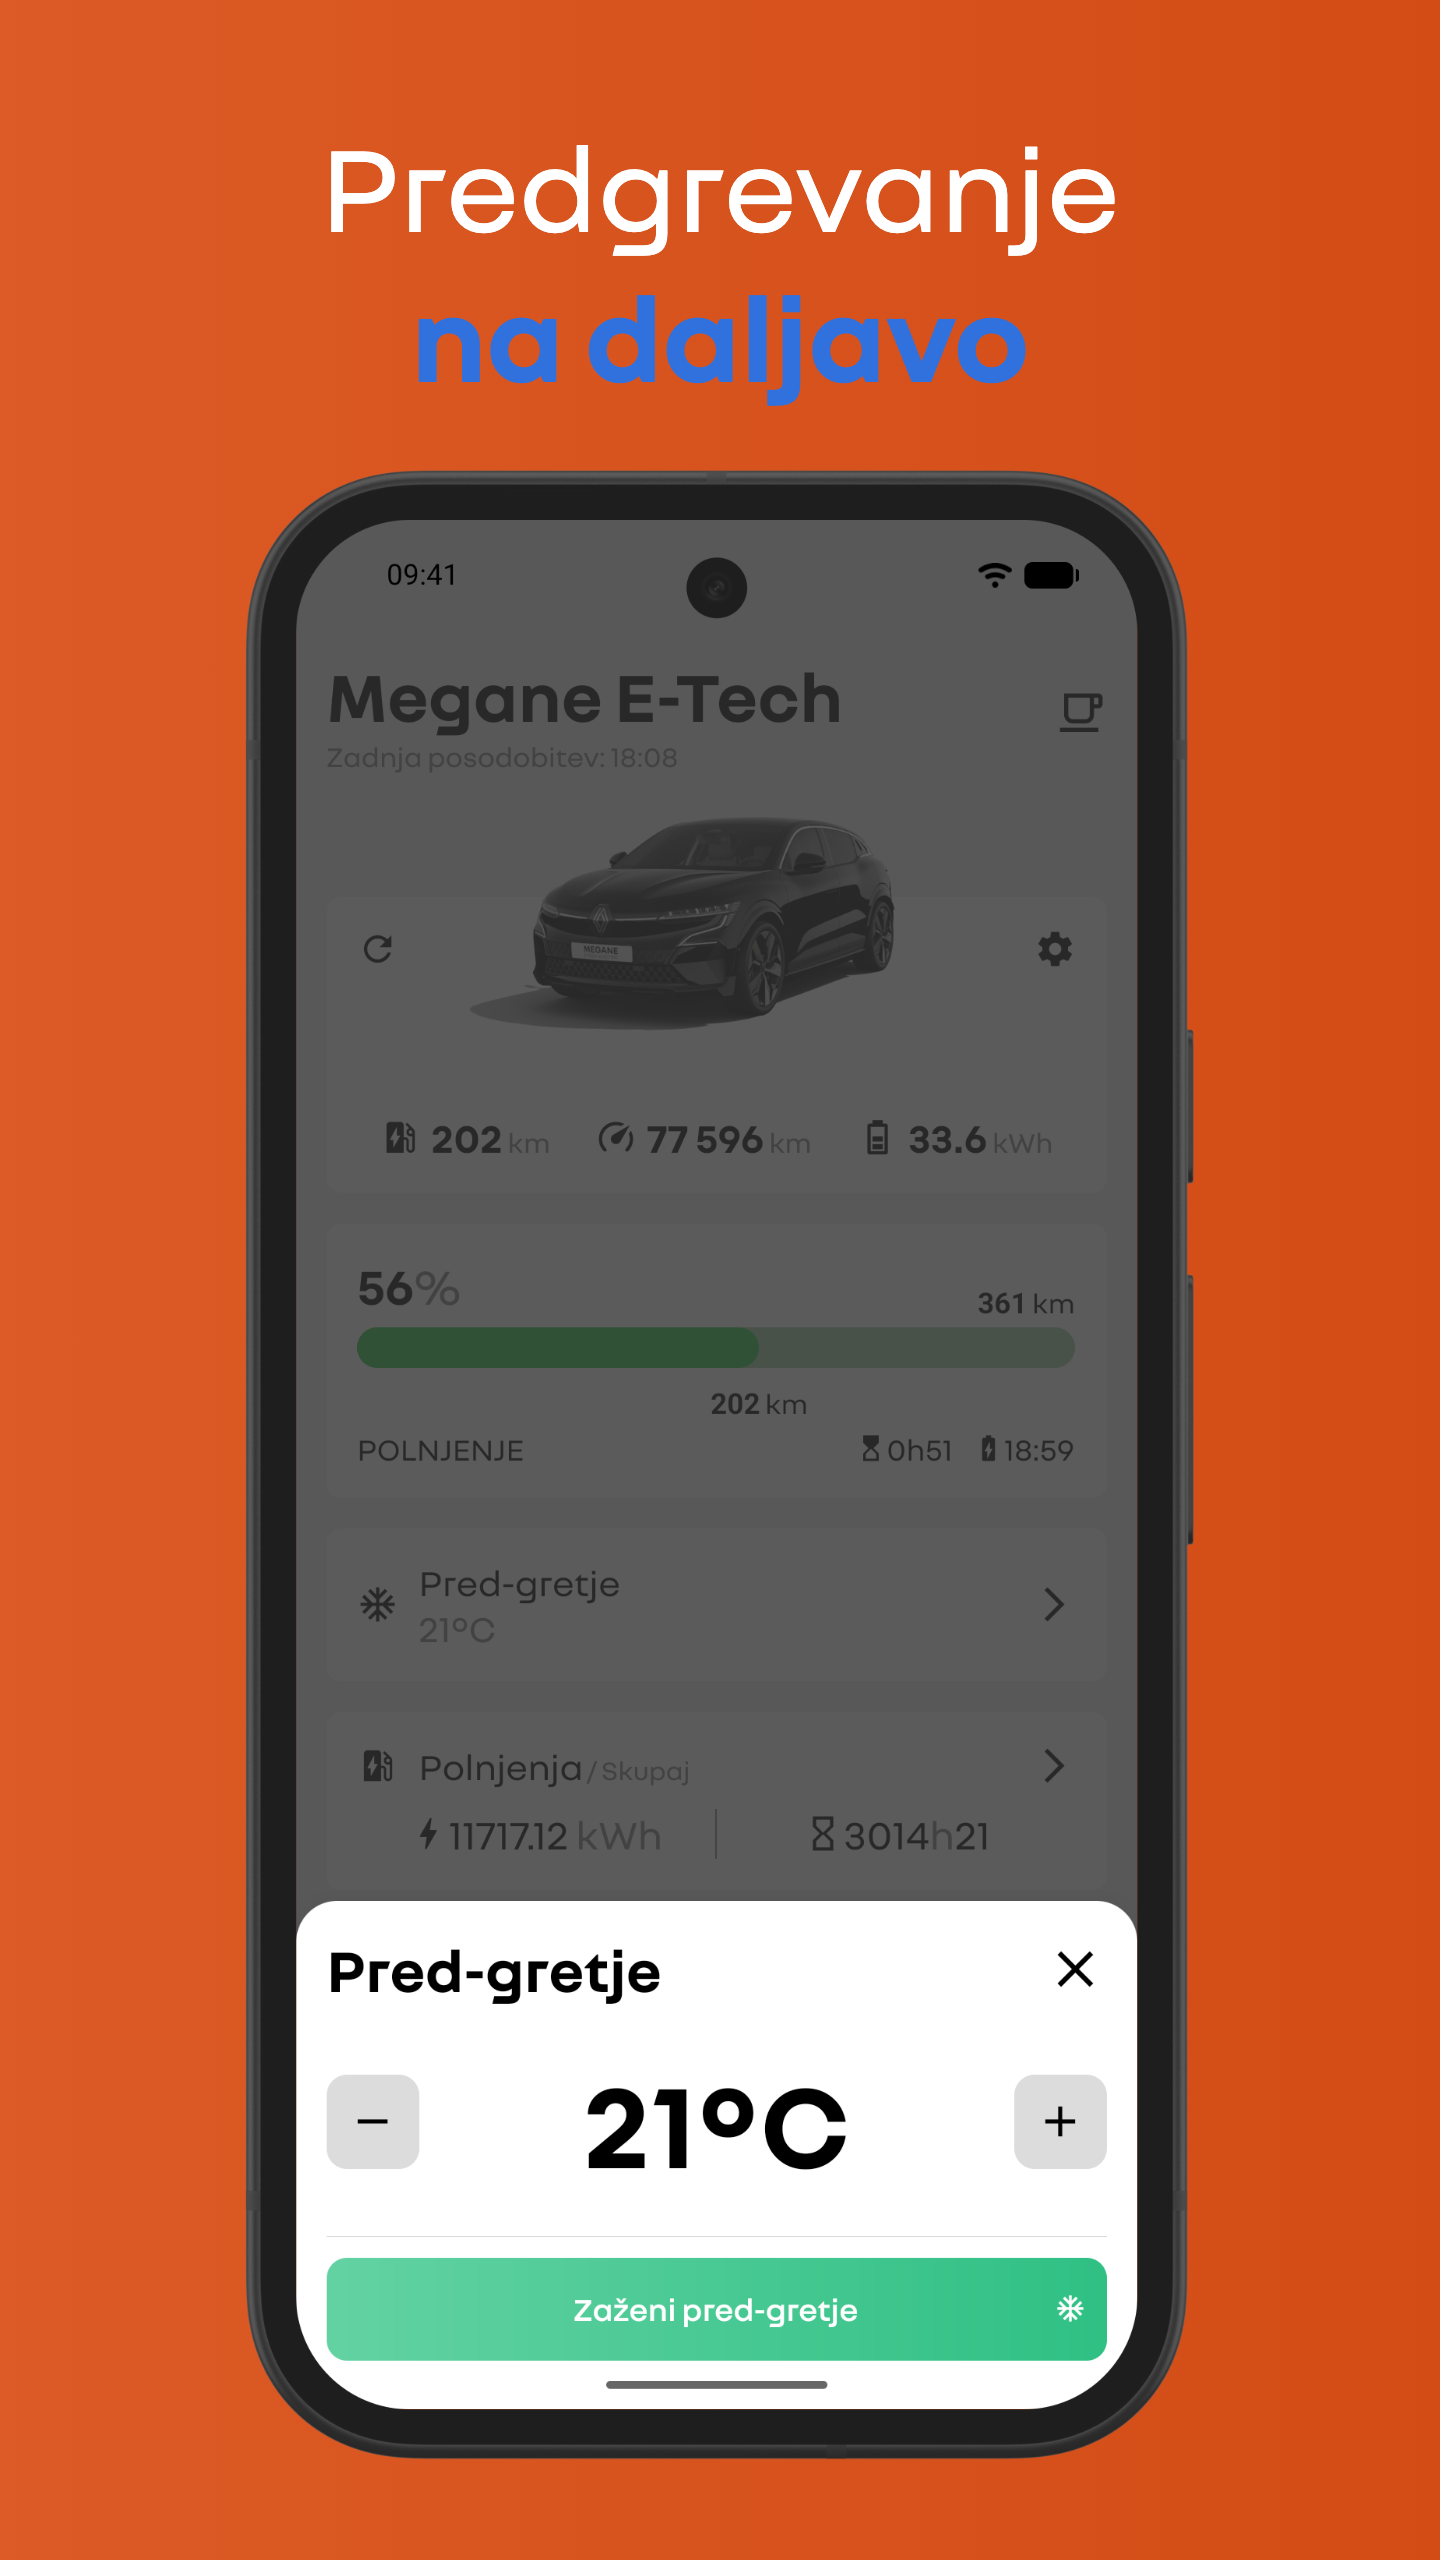 Predgrevanje
na daljavo
09:41
Megane E-Tech
Zadnja posodobitev: 18:08
MEGANE
202 km 77 596 km 33.6 kWh
56%
361 km
202 km
POLNJENJE 0h51 18:59
Pred-gretje
21°C
Polnjenja / Skupaj
11717.12 kWh 3014h21
Pred-gretje
21°C
Zaženi pred-gretje